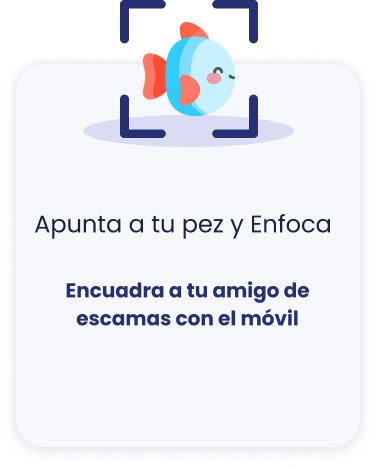 Apunta a tu pez y Enfoca
Encuadra a tu amigo de
escamas con el móvil